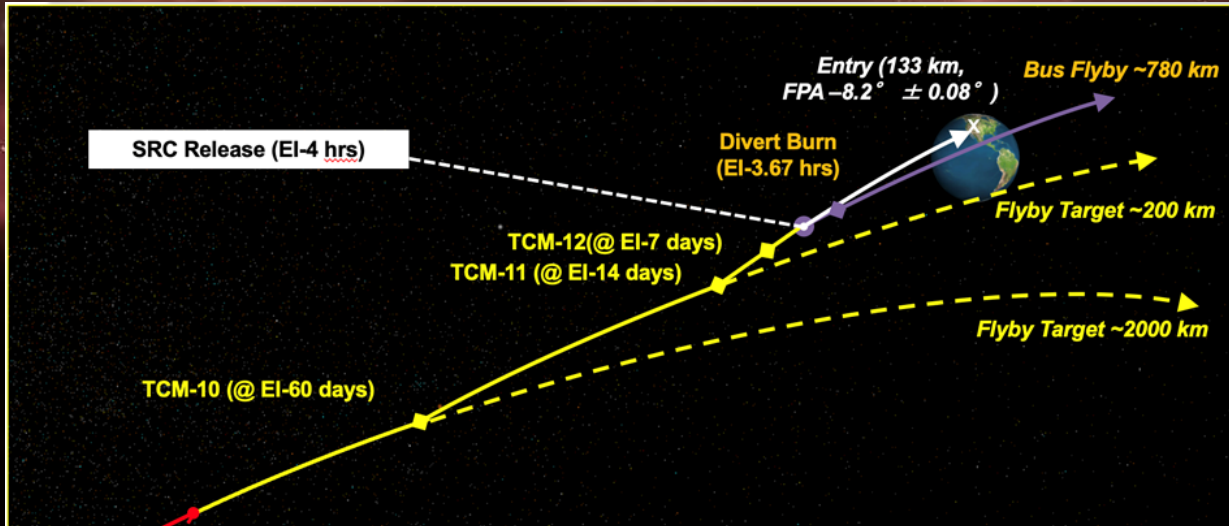 Entry (133 km,
FPA –8.2° ± 0.08° )
Bus Flyby ~780 km
SRC Release (EI-4 hrs)
Divert Burn
(EI-3.67 hrs)
X
Flyby Target ~200 km
TCM-12(@ EI-7 days)
TCM-11 (@ EI-14 days)
Flyby Target ~2000 km
TCM-10 (@ EI-60 days)